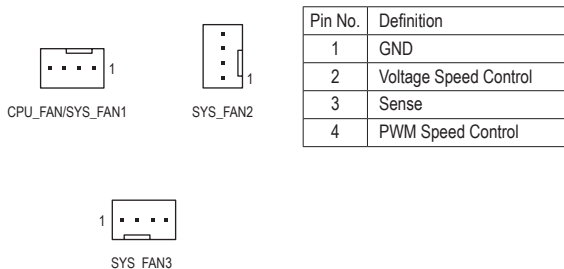 1
CPU_FAN/SYS_FAN1
1
SYS_FAN2
Pin No. Definition
1 GND
2 Voltage Speed Control
3 Sense
4 PWM Speed Control
1
SYS_FAN3